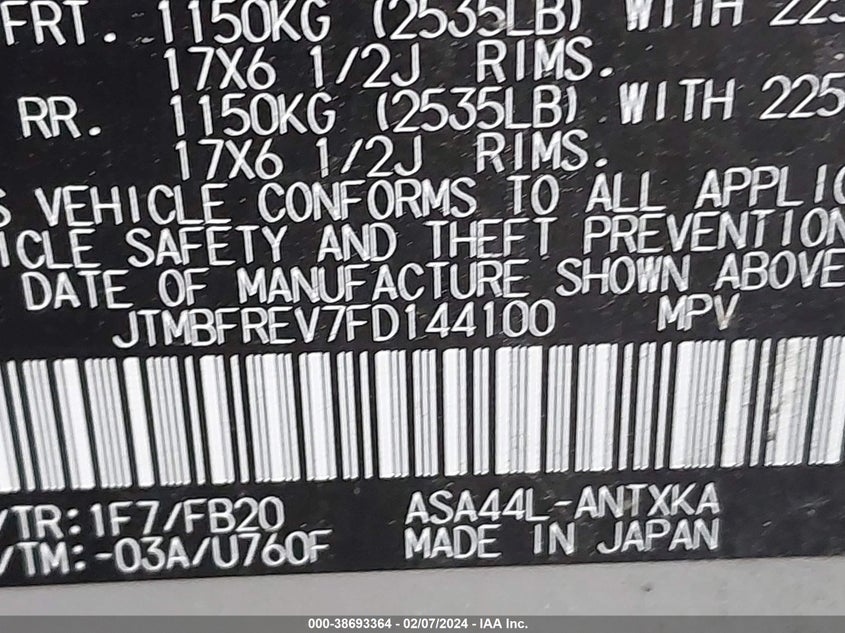 FRT. 1150KG (2535LB) WITH 225
17X6 1/2J RIMS.
RR. 1150KG (2535LB) WITH 225
17X6 1/2J RIMS.
S VEHICLE CONFORMS TO ALL APPLIC
ICLE SAFETY AND THEFT PREVENTION
DATE OF MANUFACTURE SHOWN ABOVE
JTMBFREV7FD144100 MPV
/TR:1F7/FB20 ASA44L-ANTXKA
/TM:-03A/U760F MADE IN JAPAN
000-38693364 / 02/07/2024 - IAA Inc.